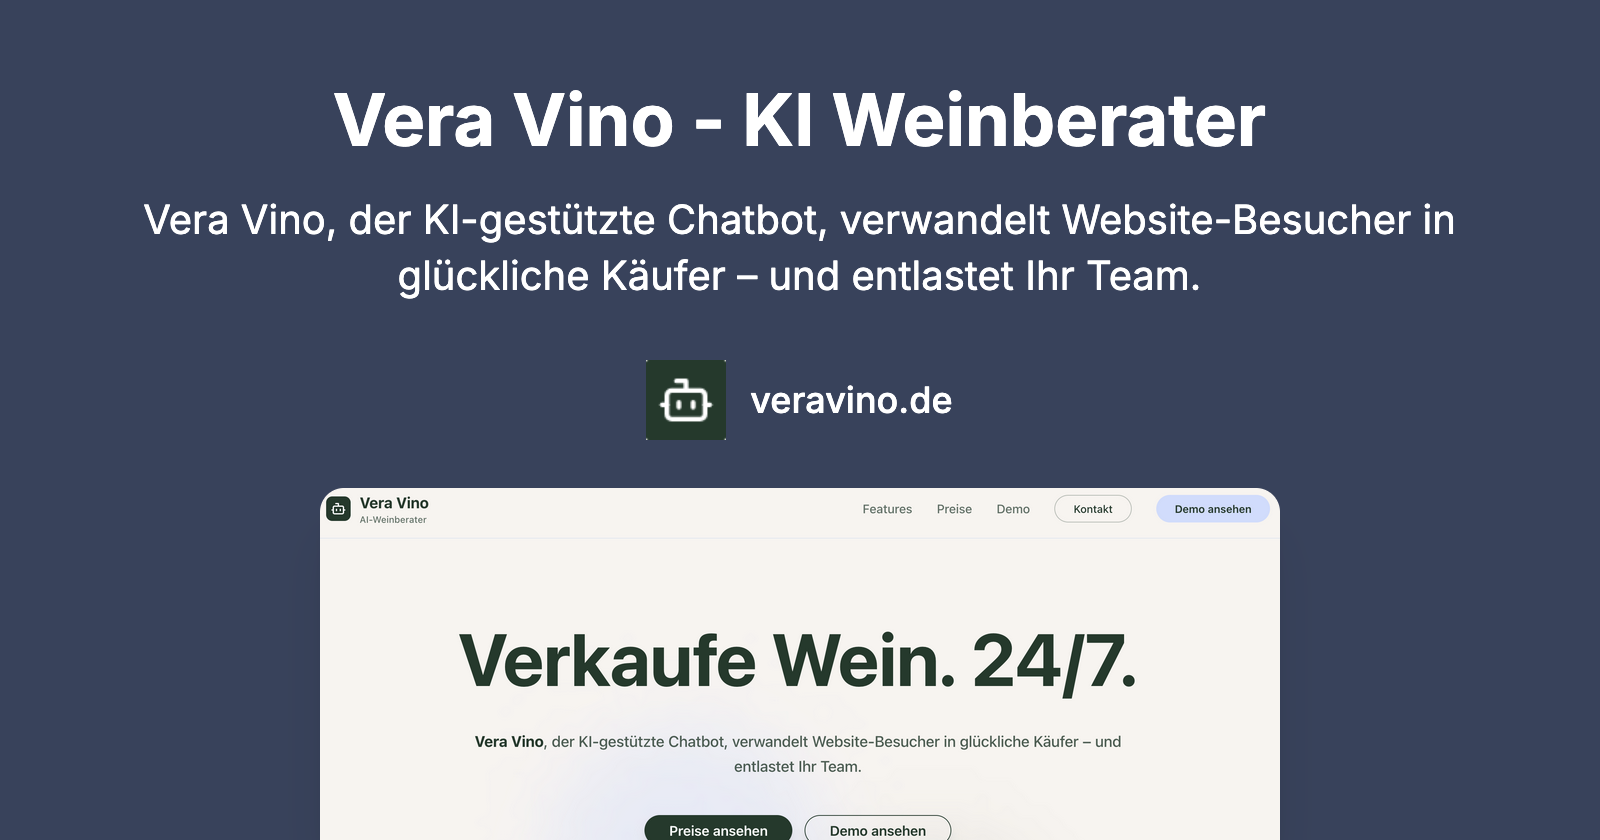 Vera Vino - KI Weinberater
Vera Vino, der KI-gestützte Chatbot, verwandelt Website-Besucher in
glückliche Käufer – und entlastet Ihr Team.
veravino.de
Vera Vino
AI-Weinberater
Features
Preise
Demo
Kontakt
Demo ansehen
Verkaufe Wein. 24/7.
Vera Vino, der KI-gestützte Chatbot, verwandelt Website-Besucher in glückliche Käufer – und
entlastet Ihr Team.
Preise ansehen
Demo ansehen